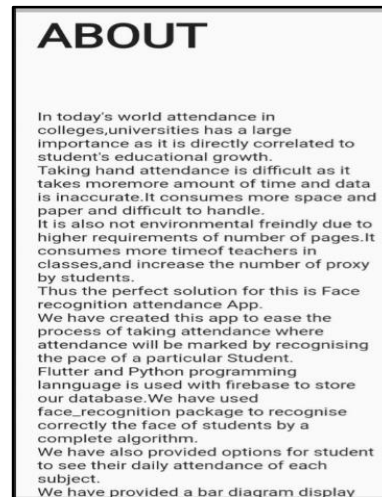 ABOUT
In today's world attendance in
colleges,universities has a large
importance as it is directly correlated to
student's educational growth.
Taking hand attendance is difficult as it
takes moremore amount of time and data
is inaccurate.It consumes more space and
paper and difficult to handle.
It is also not environmental freindly due to
higher requirements of number of pages.It
consumes more timeof teachers in
classes,and increase the number of proxy
by students.
Thus the perfect solution for this is Face
recognition attendance App.
We have created this app to ease the
process of taking attendance where
attendance will be marked by recognising
the pace of a particular Student.
Flutter and Python programming
lannguage is used with firebase to store
our database.We have used
face_recognition package to recognise
correctly the face of students by a
complete algorithm.
We have also provided options for student
to see their daily attendance of each
subject.
We have provided a bar diagram display